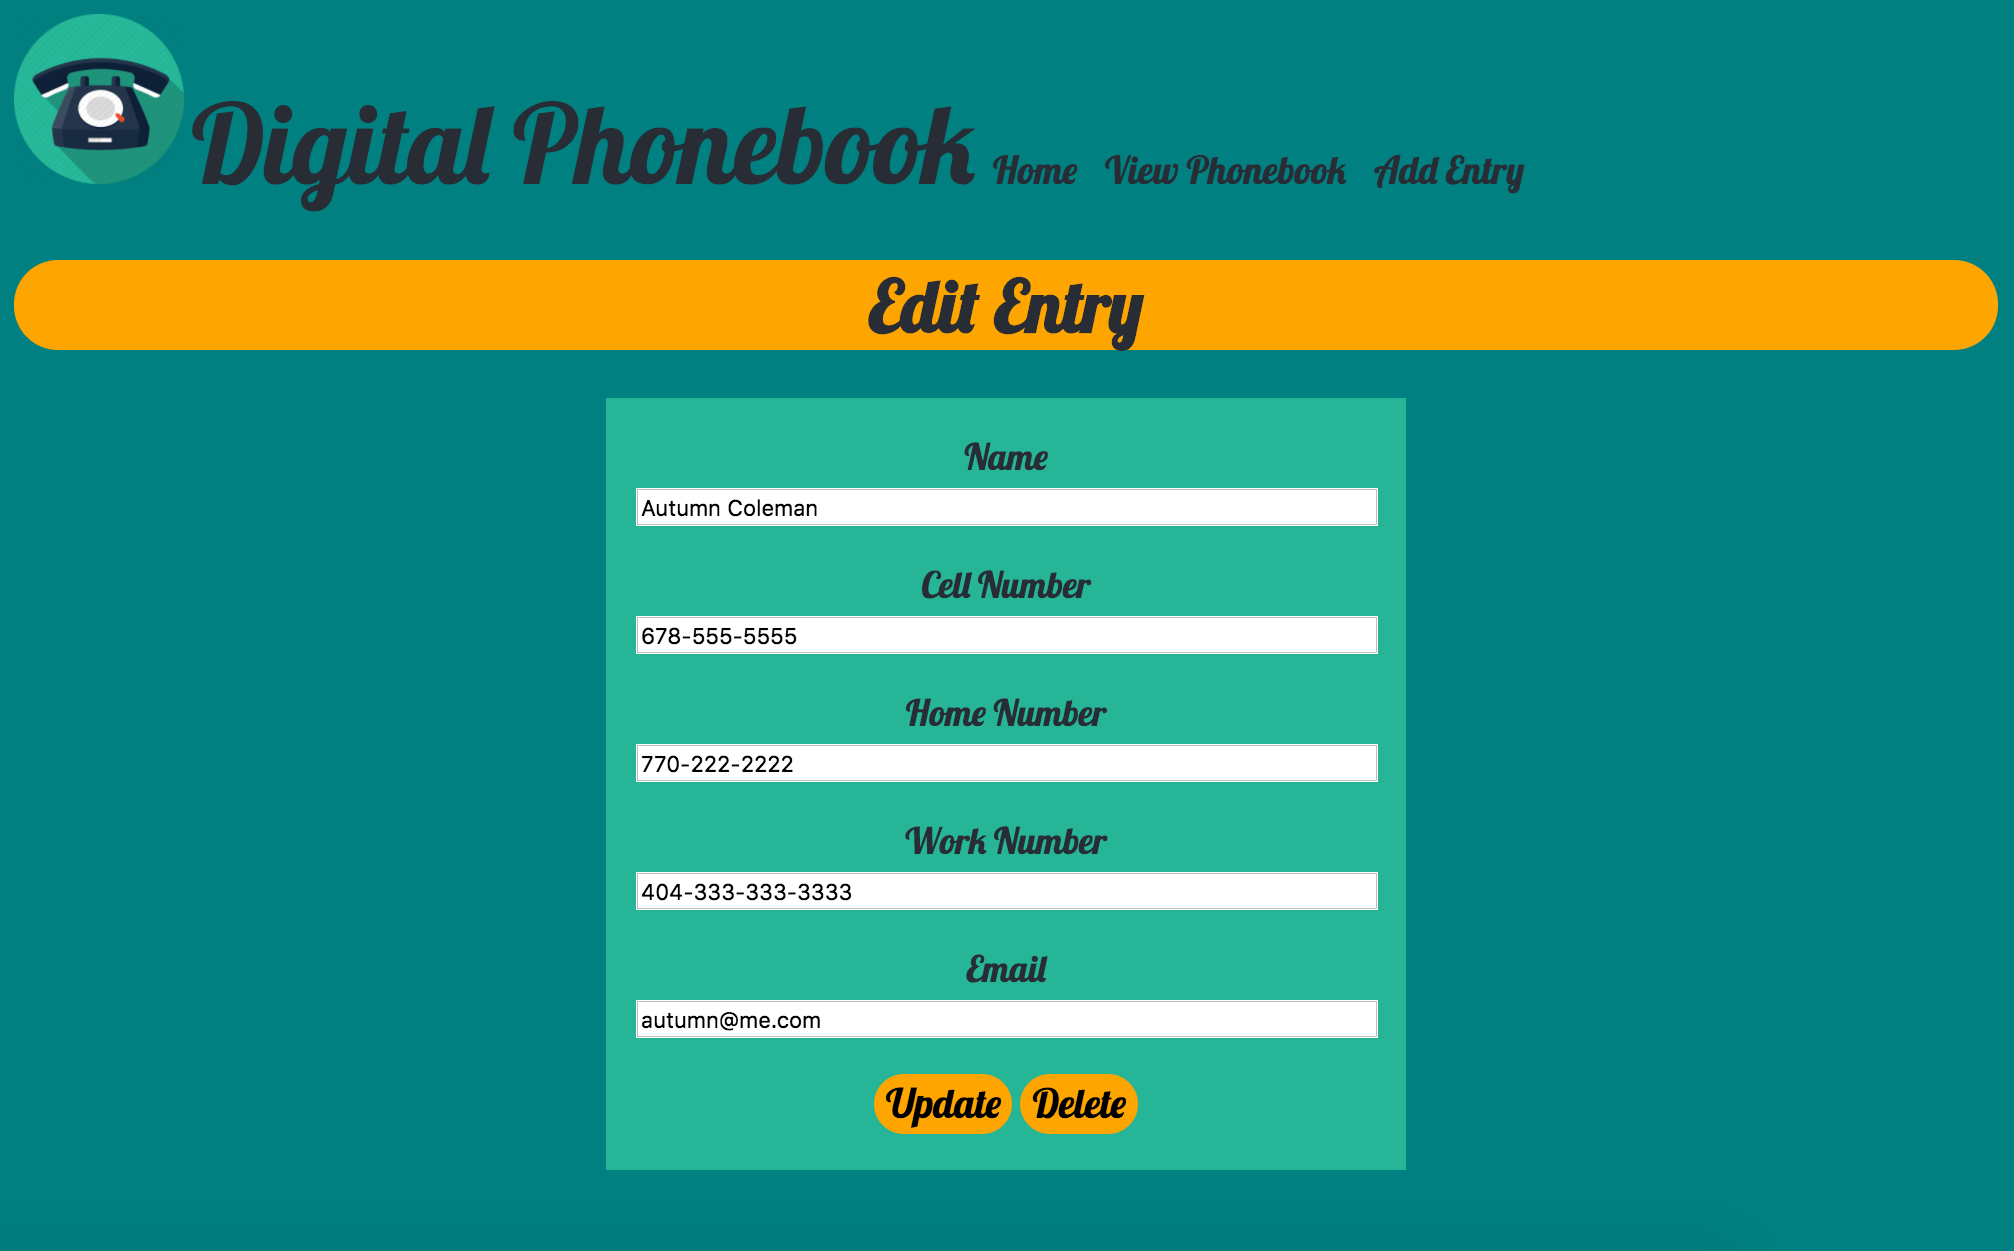 Digital Phonebook Home View Phonebook Add Entry
Edit Entry
Name
Autumn Coleman
Cell Number
678-555-5555
Home Number
770-222-2222
Work Number
404-333-333-3333
Email
autumn@me.com
Update Delete